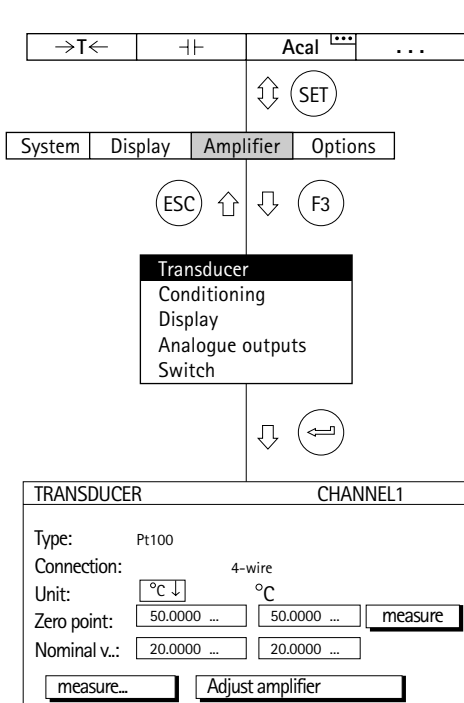 →T← ⊣⊢ Acal ...
SET
System Display Amplifier Options
ESC F3
Transducer
Conditioning
Display
Analogue outputs
Switch
TRANSDUCER CHANNEL1
Type: Pt100
Connection: 4-wire
Unit: °C ↓ °C
Zero point: 50.0000 ... 50.0000 ... measure
Nominal v..: 20.0000 ... 20.0000 ...
measure... Adjust amplifier